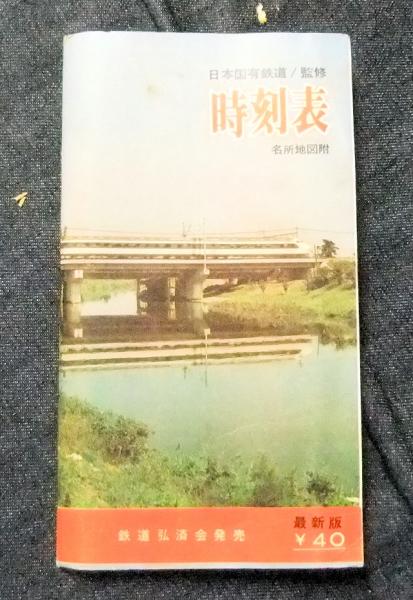 日本国有鉄道/監修
時刻表
名所地図附
鉄道弘済会発売
最新版
¥40